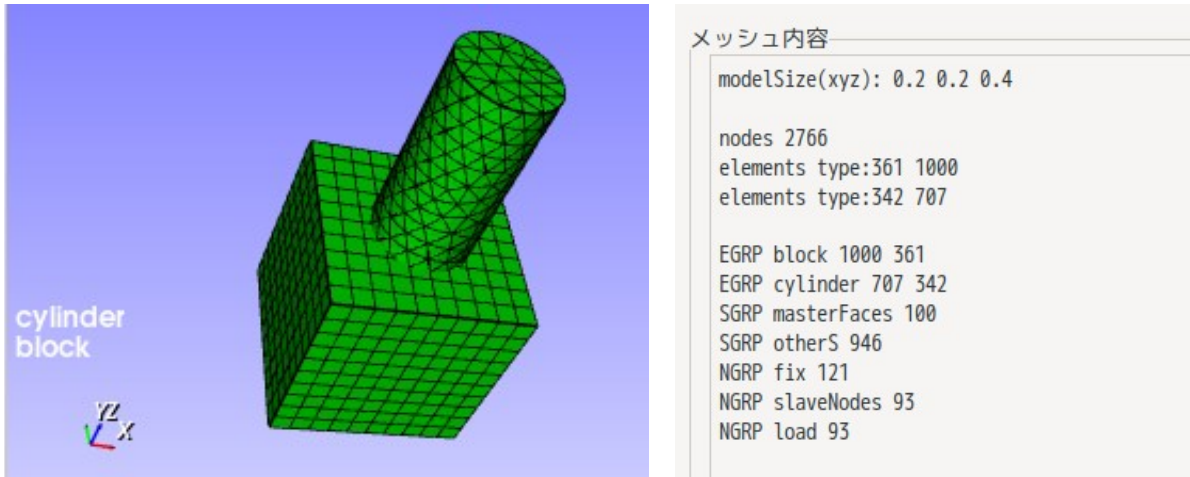 cylinder
block
YZ
X
メッシュ内容
modelSize(xyz): 0.2 0.2 0.4
nodes 2766
elements type:361 1000
elements type:342 707
EGRP block 1000 361
EGRP cylinder 707 342
SGRP masterFaces 100
SGRP otherS 946
NGRP fix 121
NGRP slaveNodes 93
NGRP load 93